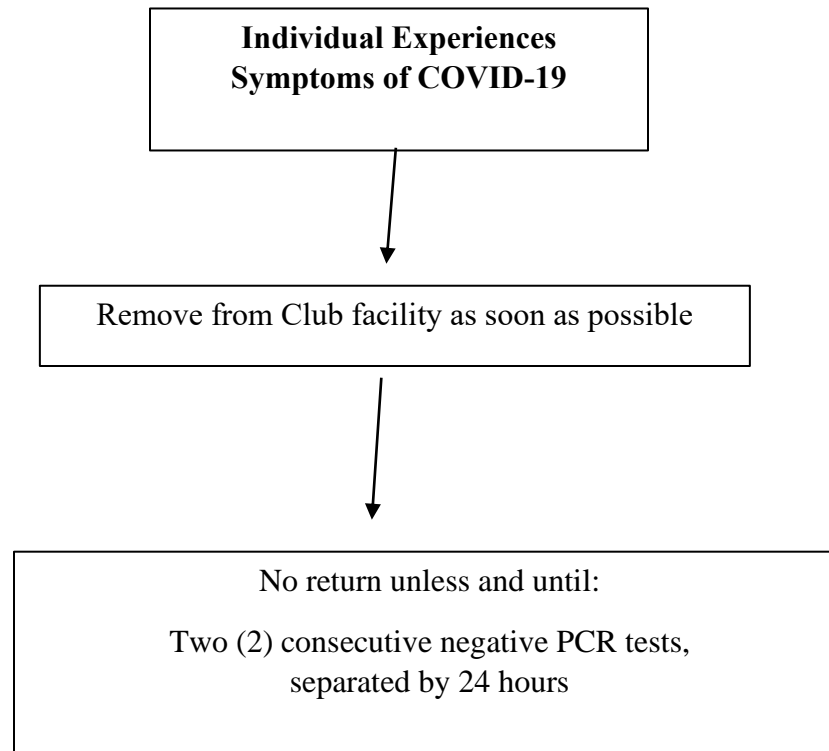 Individual Experiences
Symptoms of COVID-19
Remove from Club facility as soon as possible
No return unless and until:
Two (2) consecutive negative PCR tests,
separated by 24 hours